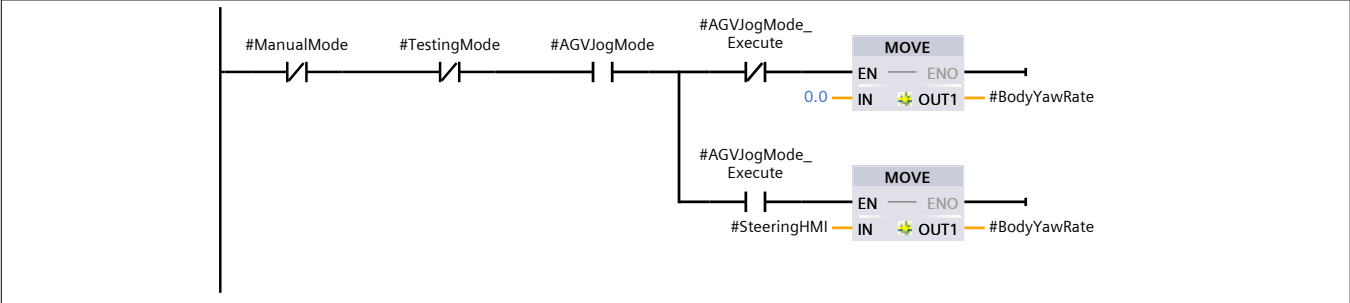 #ManualMode
#TestingMode
#AGVJogMode
#AGVJogMode_
Execute
MOVE
EN
ENO
0.0
IN
OUT1
#BodyYawRate
#AGVJogMode_
Execute
MOVE
EN
ENO
#SteeringHMI
IN
OUT1
#BodyYawRate